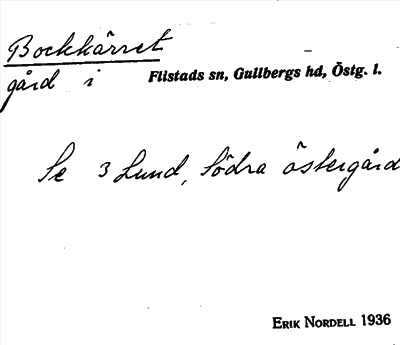 Bockkärret
gård i Flistads sn, Gullbergs hd, Östg. l.
Se 3 Lund, Södra Östergård
ERIK NORDELL 1936